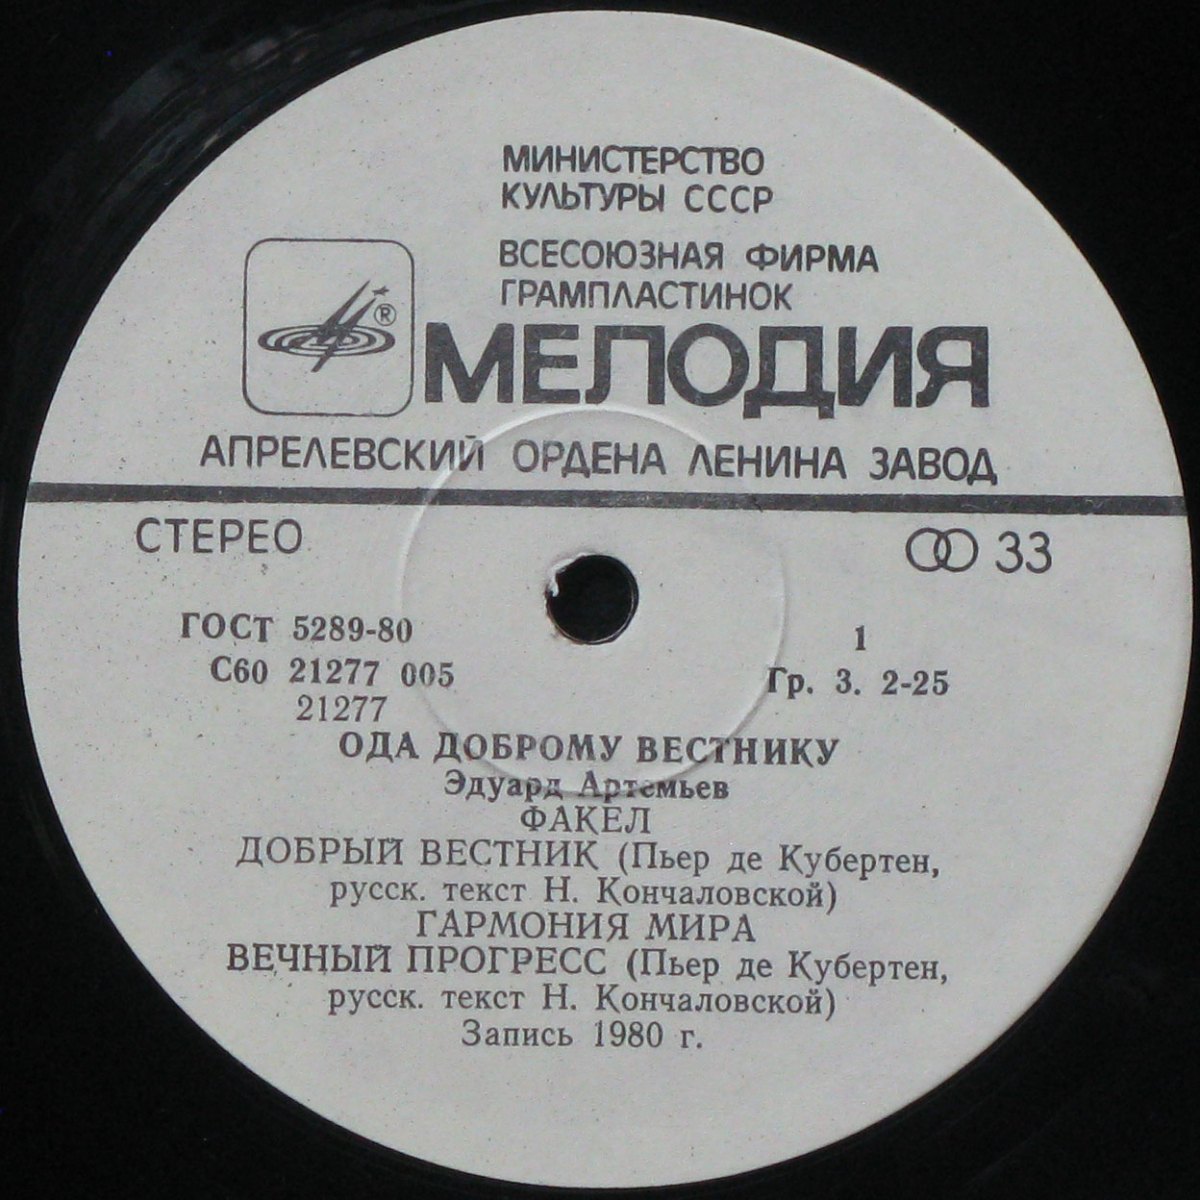 МИНИСТЕРСТВО
КУЛЬТУРЫ СССР
ВСЕСОЮЗНАЯ ФИРМА
ГРАМПЛАСТИНОК
®
МЕЛОДИЯ
АПРЕЛЕВСКИЙ ОРДЕНА ЛЕНИНА ЗАВОД
СТЕРЕО
33
ГОСТ 5289-80
1
С60 21277 005
Гр. 3. 2-25
21277
ОДА ДОБРОМУ ВЕСТНИКУ
Эдуард Артемьев
ФАКЕЛ
ДОБРЫЙ ВЕСТНИК (Пьер де Кубертен,
русск. текст Н. Кончаловской)
ГАРМОНИЯ МИРА
ВЕЧНЫЙ ПРОГРЕСС (Пьер де Кубертен,
русск. текст Н. Кончаловской)
Запись 1980 г.